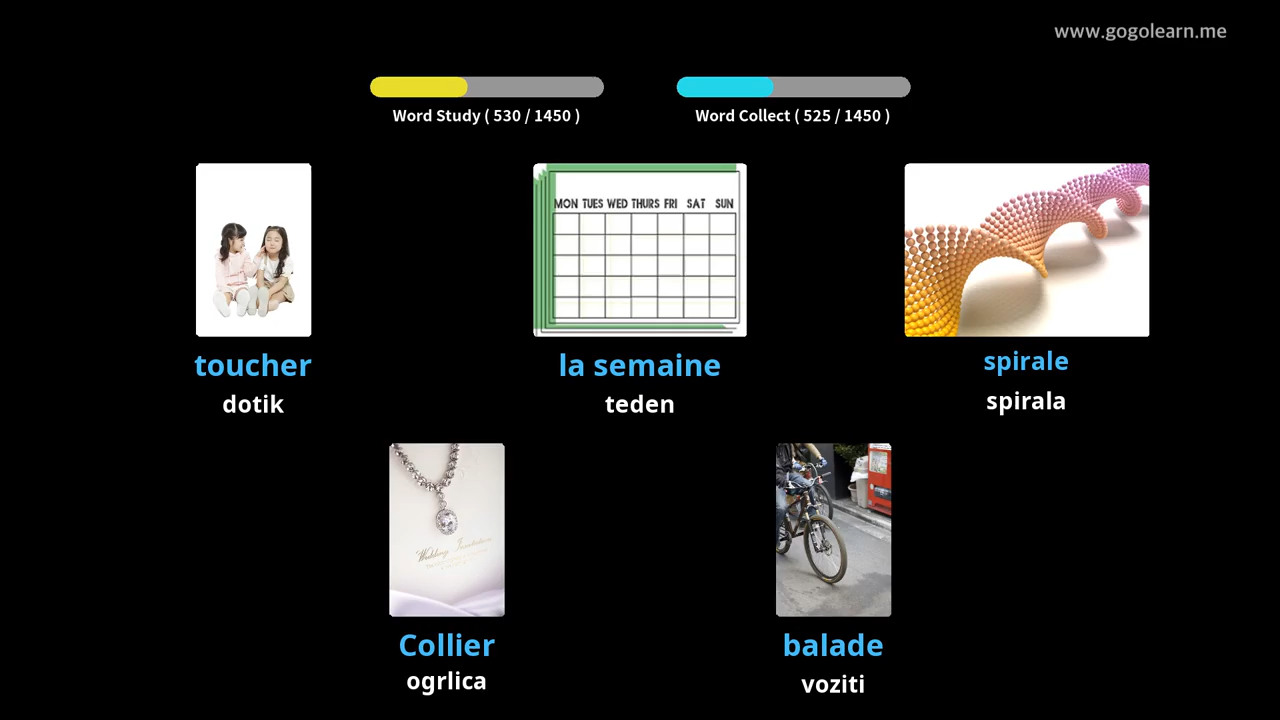 www.gogolearn.me
Word Study ( 530 / 1450 )
Word Collect ( 525 / 1450 )
MON TUES WED THURS FRI SAT SUN
toucher
dotik
la semaine
teden
spirale
spirala
Wedding Invitation
Collier
ogrlica
balade
voziti